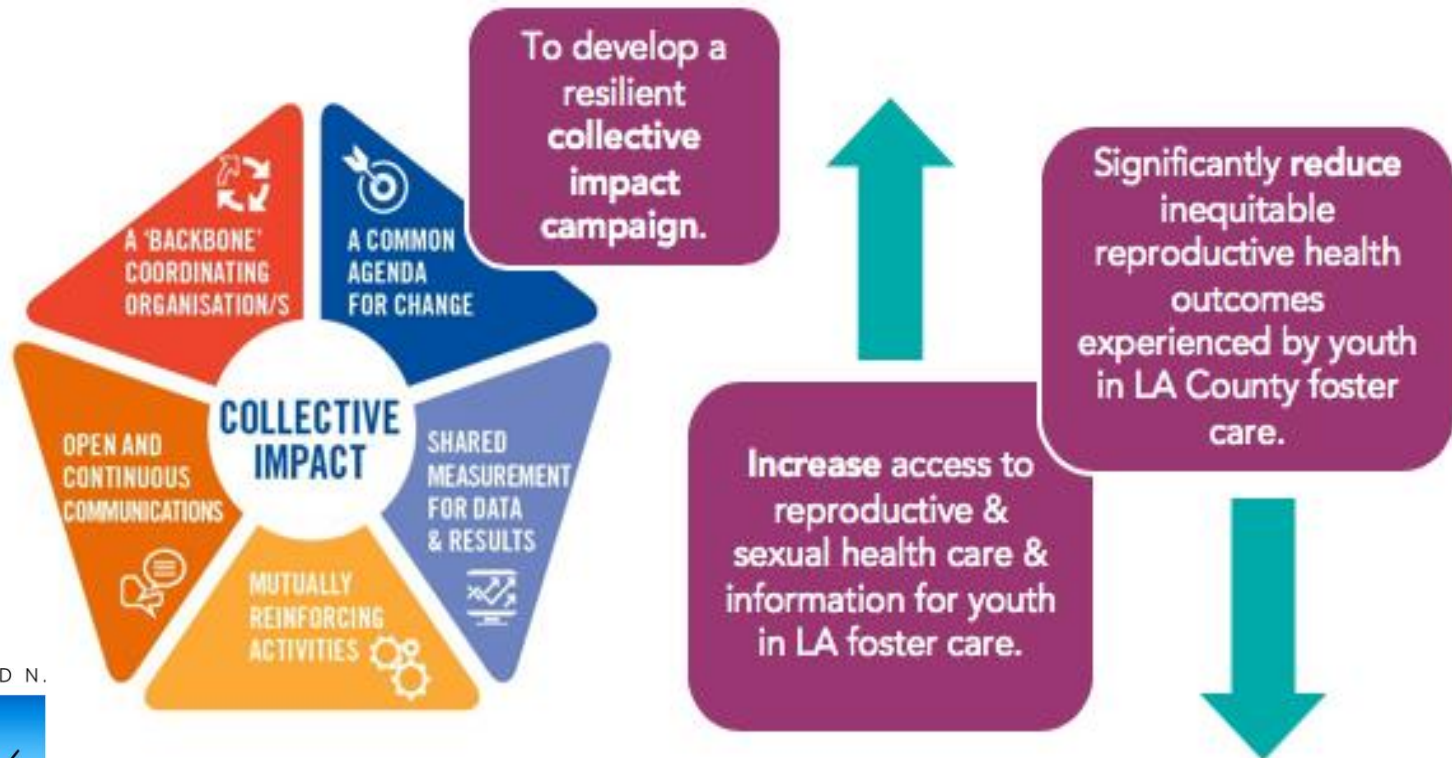 To develop a
resilient
collective
impact
campaign.
A 'BACKBONE'
COORDINATING
ORGANISATION/S
A COMMON
AGENDA
FOR CHANGE
COLLECTIVE
IMPACT
OPEN AND
CONTINUOUS
COMMUNICATIONS
SHARED
MEASUREMENT
FOR DATA
& RESULTS
MUTUALLY
REINFORCING
ACTIVITIES
Increase access to
reproductive &
sexual health care &
information for youth
in LA foster care.
Significantly reduce
inequitable
reproductive health
outcomes
experienced by youth
in LA County foster
care.
D N.